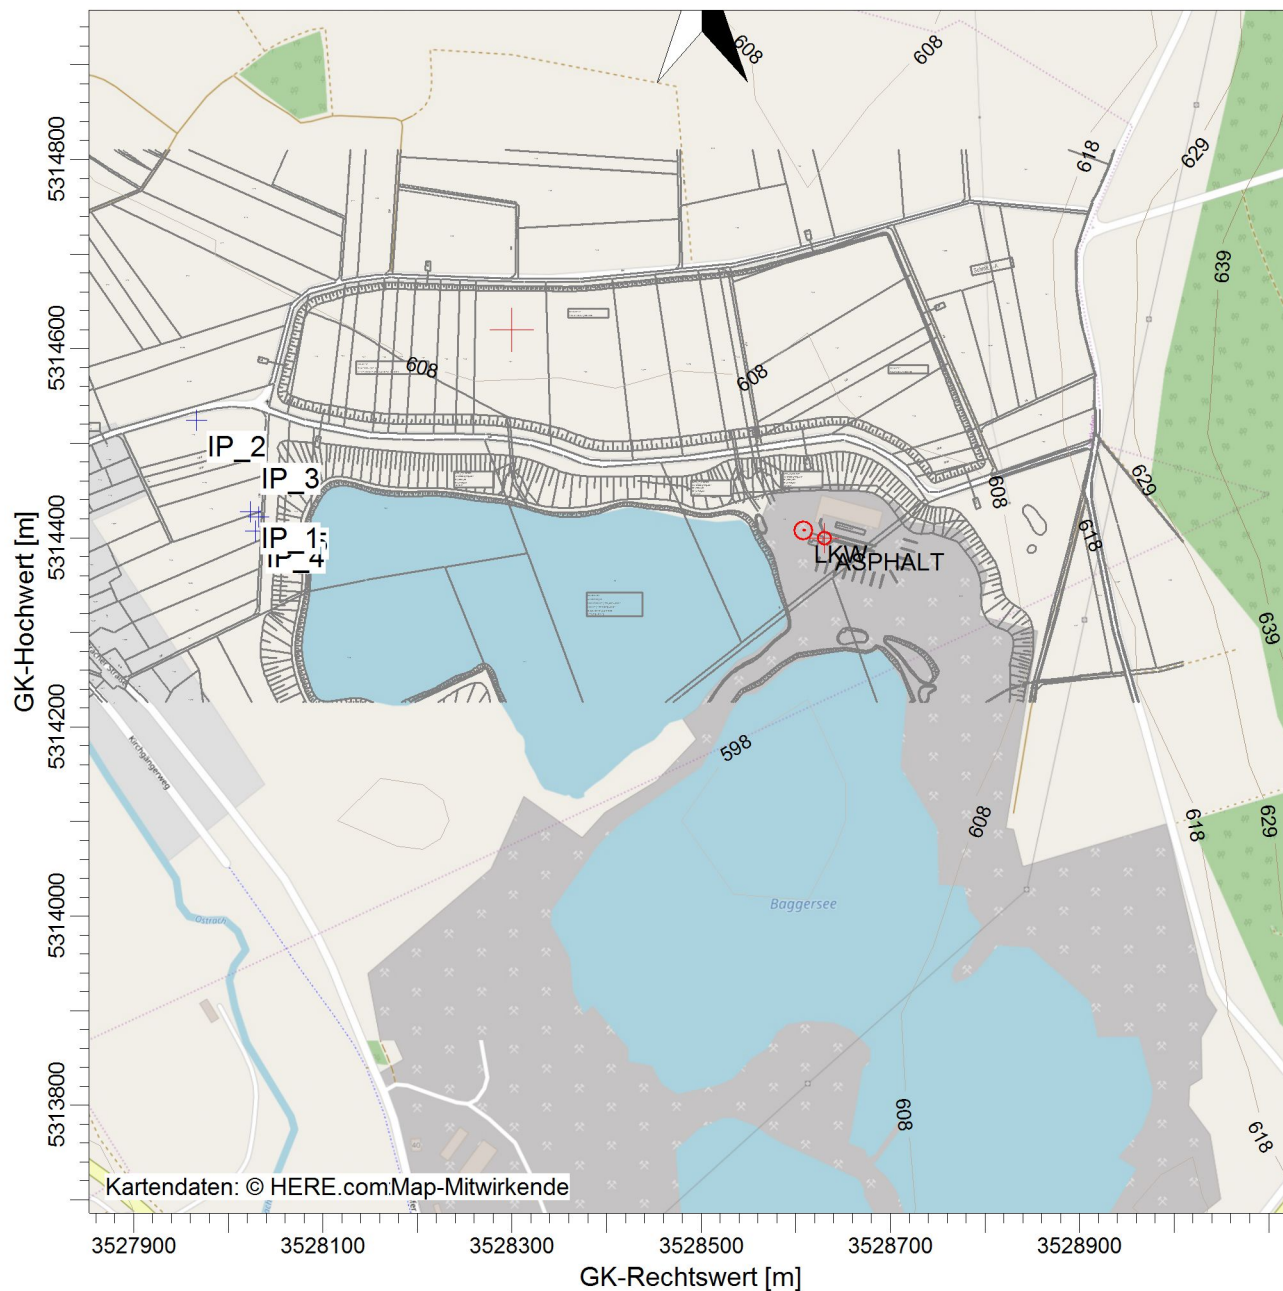 608
608
618
629
5314800
639
5314600
608
608
IP_2
IP_3
629
608
618
5314400
IP_1
IP_4
LKW
ASPHALT
639
GK-Hochwert [m]
5314200
Kirchgängerweg
598
608
618
629
5314000
Ostrach
Baggersee
5313800
608
618
Kartendaten: © HERE.com Map-Mitwirkende
3527900 3528100 3528300 3528500 3528700 3528900
GK-Rechtswert [m]